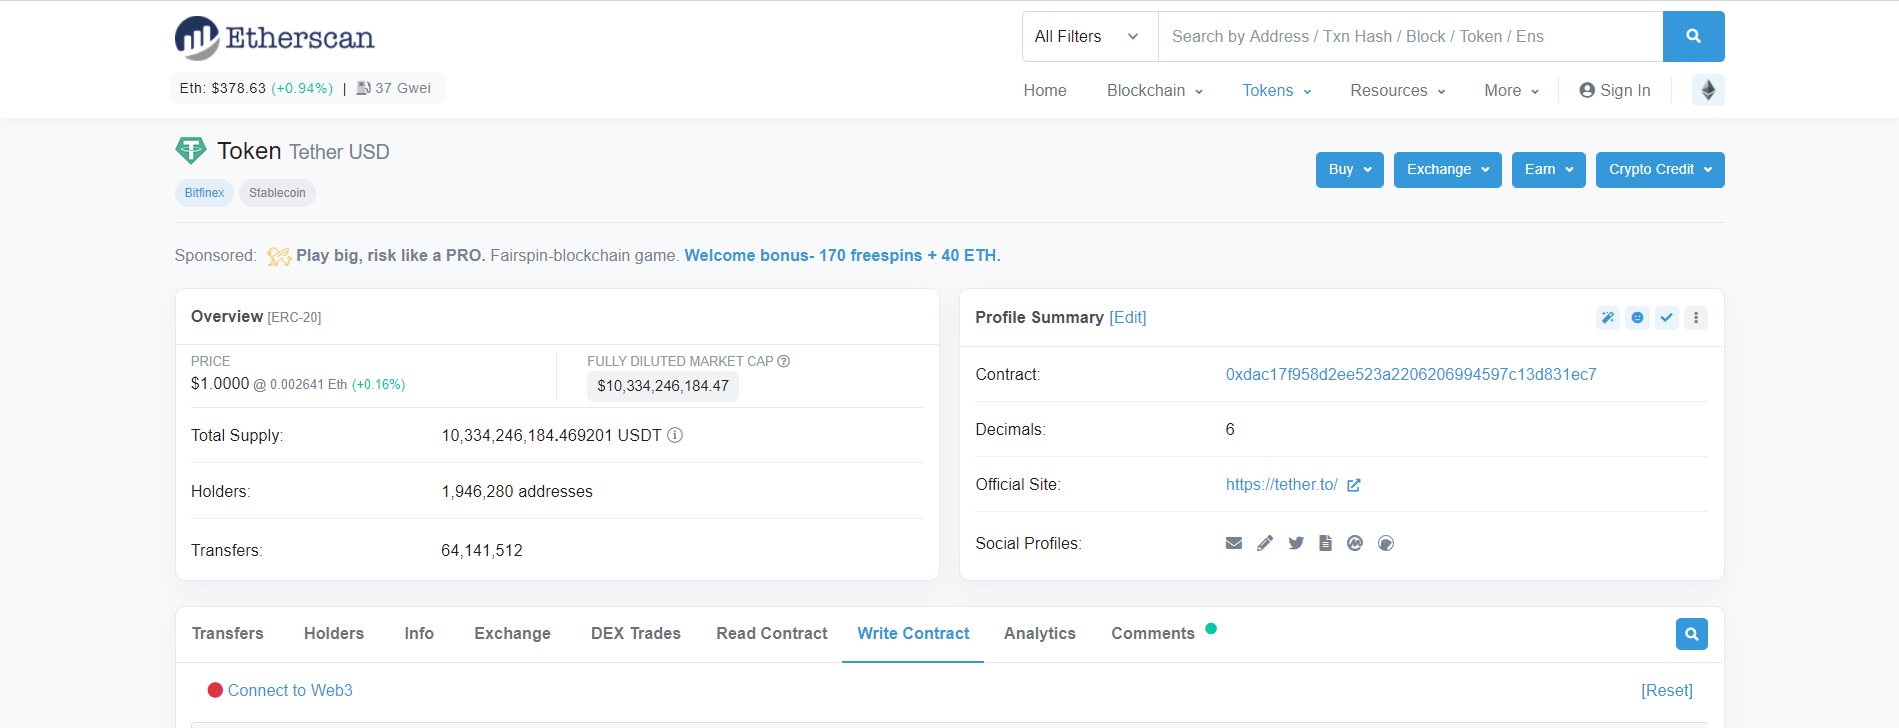 Etherscan
All Filters
Search by Address / Txn Hash / Block / Token / Ens
Eth: $378.63 (+0.94%) | 37 Gwei
Home Blockchain Tokens Resources More Sign In
Token Tether USD
Bitfinex Stablecoin
Buy Exchange Earn Crypto Credit
Sponsored: Play big, risk like a PRO. Fairspin-blockchain game. Welcome bonus- 170 freespins + 40 ETH.
Overview [ERC-20]
PRICE
$1.0000 @ 0.002641 Eth (+0.16%)
FULLY DILUTED MARKET CAP
$10,334,246,184.47
Total Supply: 10,334,246,184.469201 USDT
Holders: 1,946,280 addresses
Transfers: 64,141,512
Profile Summary [Edit]
Contract: 0xdac17f958d2ee523a2206206994597c13d831ec7
Decimals: 6
Official Site: https://tether.to/
Social Profiles:
Transfers Holders Info Exchange DEX Trades Read Contract Write Contract Analytics Comments
Connect to Web3 [Reset]